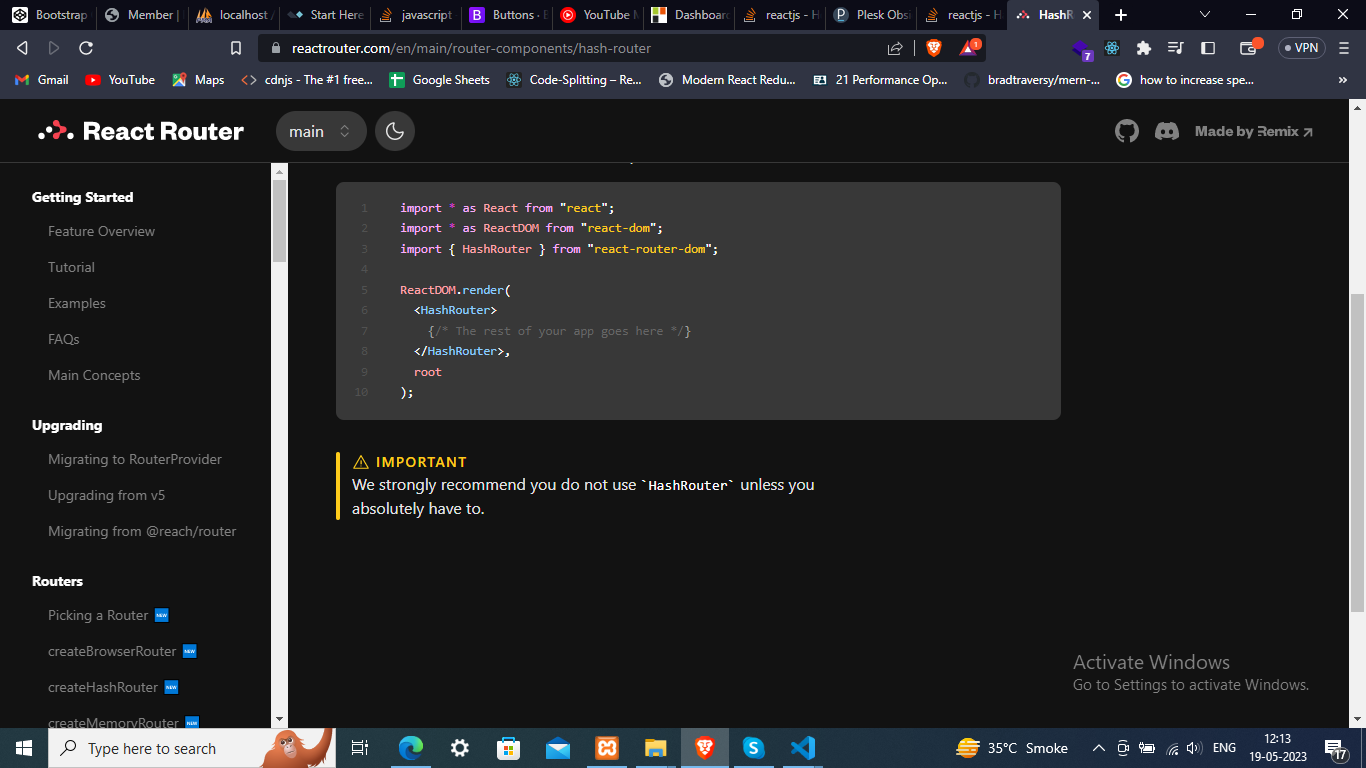 Bootstrap
Member |
localhost /
Start Here
javascript
Buttons - B
YouTube M
Dashboard
reactjs - H
Plesk Obsi
reactjs - H
HashR
reactrouter.com/en/main/router-components/hash-router
1
7
VPN
Gmail
YouTube
Maps
cdnjs - The #1 free...
Google Sheets
Code-Splitting – Re...
Modern React Redu...
21 Performance Op...
bradtraversy/mern-...
how to increase spe...
»
React Router
main
Made by Remix ↗
Getting Started
Feature Overview
Tutorial
Examples
FAQs
Main Concepts
Upgrading
Migrating to RouterProvider
Upgrading from v5
Migrating from @reach/router
Routers
Picking a Router NEW
createBrowserRouter NEW
createHashRouter NEW
createMemoryRouter NEW
1 import * as React from "react";
2 import * as ReactDOM from "react-dom";
3 import { HashRouter } from "react-router-dom";
4
5 ReactDOM.render(
6 <HashRouter>
7 {/* The rest of your app goes here */}
8 </HashRouter>,
9 root
10 );
IMPORTANT
We strongly recommend you do not use `HashRouter` unless you
absolutely have to.
Activate Windows
Go to Settings to activate Windows.
Type here to search
35°C Smoke
ENG
12:13
19-05-2023
17